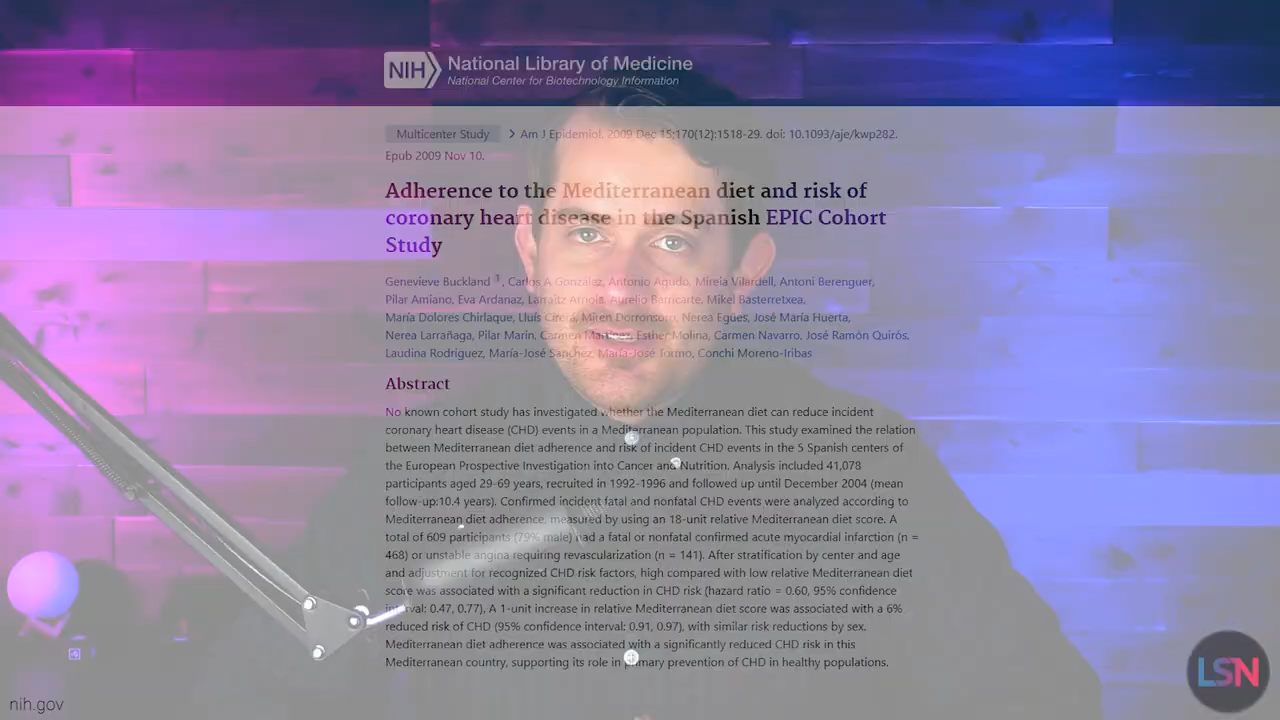 NIH National Library of Medicine
National Center for Biotechnology Information
Multicenter Study > Am J Epidemiol. 2009 Dec 15;170(12):1518-29. doi: 10.1093/aje/kwp282.
Epub 2009 Nov 10.
Adherence to the Mediterranean diet and risk of
coronary heart disease in the Spanish EPIC Cohort
Study
Genevieve Buckland 1, Carlos A González, Antonio Agudo, Mireia Vilardell, Antoni Berenguer,
Pilar Amiano, Eva Ardanaz, Larraitz Arriola, Aurelio Barricarte, Mikel Basterretxea,
María Dolores Chirlaque, Lluís Cirera, Miren Dorronsoro, Nerea Egües, José María Huerta,
Nerea Larrañaga, Pilar Marin, Carmen Martínez, Esther Molina, Carmen Navarro, José Ramón Quirós,
Laudina Rodriguez, María-José Sanchez, María-José Tormo, Conchi Moreno-Iribas
Abstract
No known cohort study has investigated whether the Mediterranean diet can reduce incident
coronary heart disease (CHD) events in a Mediterranean population. This study examined the relation
between Mediterranean diet adherence and risk of incident CHD events in the 5 Spanish centers of
the European Prospective Investigation into Cancer and Nutrition. Analysis included 41,078
participants aged 29-69 years, recruited in 1992-1996 and followed up until December 2004 (mean
follow-up:10.4 years). Confirmed incident fatal and nonfatal CHD events were analyzed according to
Mediterranean diet adherence, measured by using an 18-unit relative Mediterranean diet score. A
total of 609 participants (79% male) had a fatal or nonfatal confirmed acute myocardial infarction (n =
468) or unstable angina requiring revascularization (n = 141). After stratification by center and age
and adjustment for recognized CHD risk factors, high compared with low relative Mediterranean diet
score was associated with a significant reduction in CHD risk (hazard ratio = 0.60, 95% confidence
interval: 0.47, 0.77). A 1-unit increase in relative Mediterranean diet score was associated with a 6%
reduced risk of CHD (95% confidence interval: 0.91, 0.97), with similar risk reductions by sex.
Mediterranean diet adherence was associated with a significantly reduced CHD risk in this
Mediterranean country, supporting its role in primary prevention of CHD in healthy populations.
nih.gov
LSN